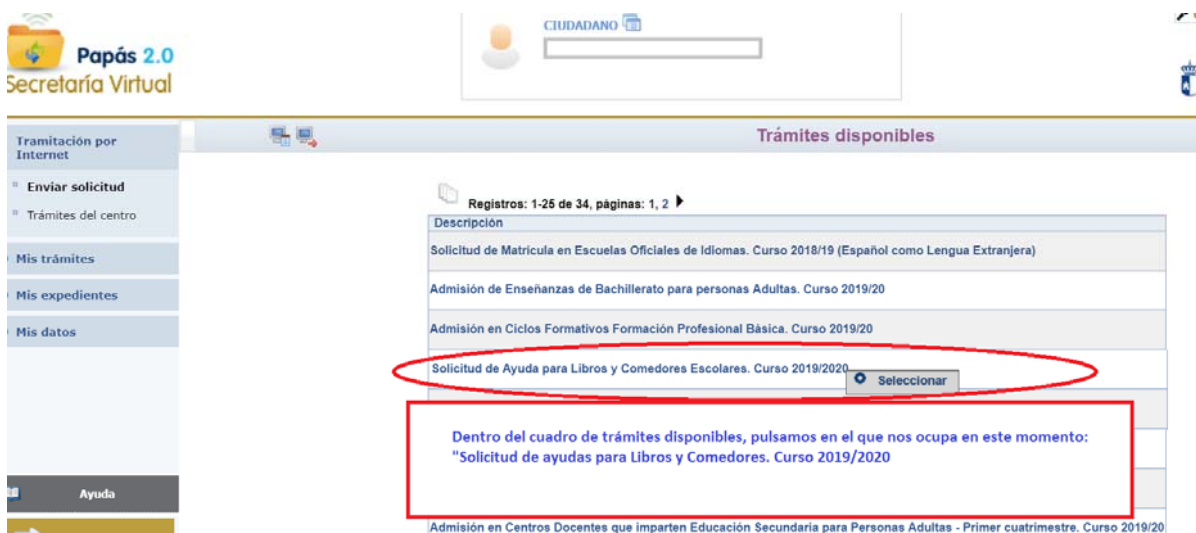 CIUDADANO
Papás 2.0
Secretaría Virtual
Tramitación por
Internet
Enviar solicitud
Trámites del centro
Mis trámites
Mis expedientes
Mis datos
Ayuda
Trámites disponibles
Registros: 1-25 de 34, páginas: 1, 2
Descripción
Solicitud de Matrícula en Escuelas Oficiales de Idiomas. Curso 2018/19 (Español como Lengua Extranjera)
Admisión de Enseñanzas de Bachillerato para personas Adultas. Curso 2019/20
Admisión en Ciclos Formativos Formación Profesional Básica. Curso 2019/20
Solicitud de Ayuda para Libros y Comedores Escolares. Curso 2019/2020
Seleccionar
Dentro del cuadro de trámites disponibles, pulsamos en el que nos ocupa en este momento:
"Solicitud de ayudas para Libros y Comedores. Curso 2019/2020
Admisión en Centros Docentes que imparten Educación Secundaria para Personas Adultas - Primer cuatrimestre. Curso 2019/20